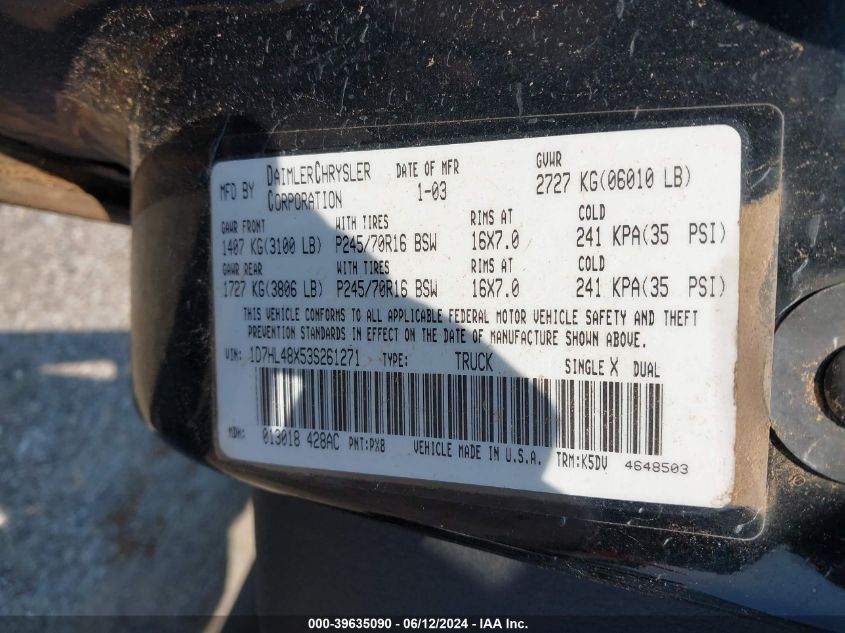 MFD BY DAIMLERCHRYSLER CORPORATION DATE OF MFR 1-03 GVWR 2727 KG(06010 LB)
GAWR FRONT WITH TIRES RIMS AT COLD
1407 KG(3100 LB) P245/70R16 BSW 16X7.0 241 KPA(35 PSI)
GAWR REAR WITH TIRES RIMS AT COLD
1727 KG(3806 LB) P245/70R16 BSW 16X7.0 241 KPA(35 PSI)
THIS VEHICLE CONFORMS TO ALL APPLICABLE FEDERAL MOTOR VEHICLE SAFETY AND THEFT
PREVENTION STANDARDS IN EFFECT ON THE DATE OF MANUFACTURE SHOWN ABOVE.
VIN: 1D7HL48X53S261271 TYPE: TRUCK SINGLE X DUAL
MDH: 013018 428AC PNT:PX8 VEHICLE MADE IN U.S.A. TRM:K5DV 4648503
000-39635090 - 06/12/2024 - IAA Inc.